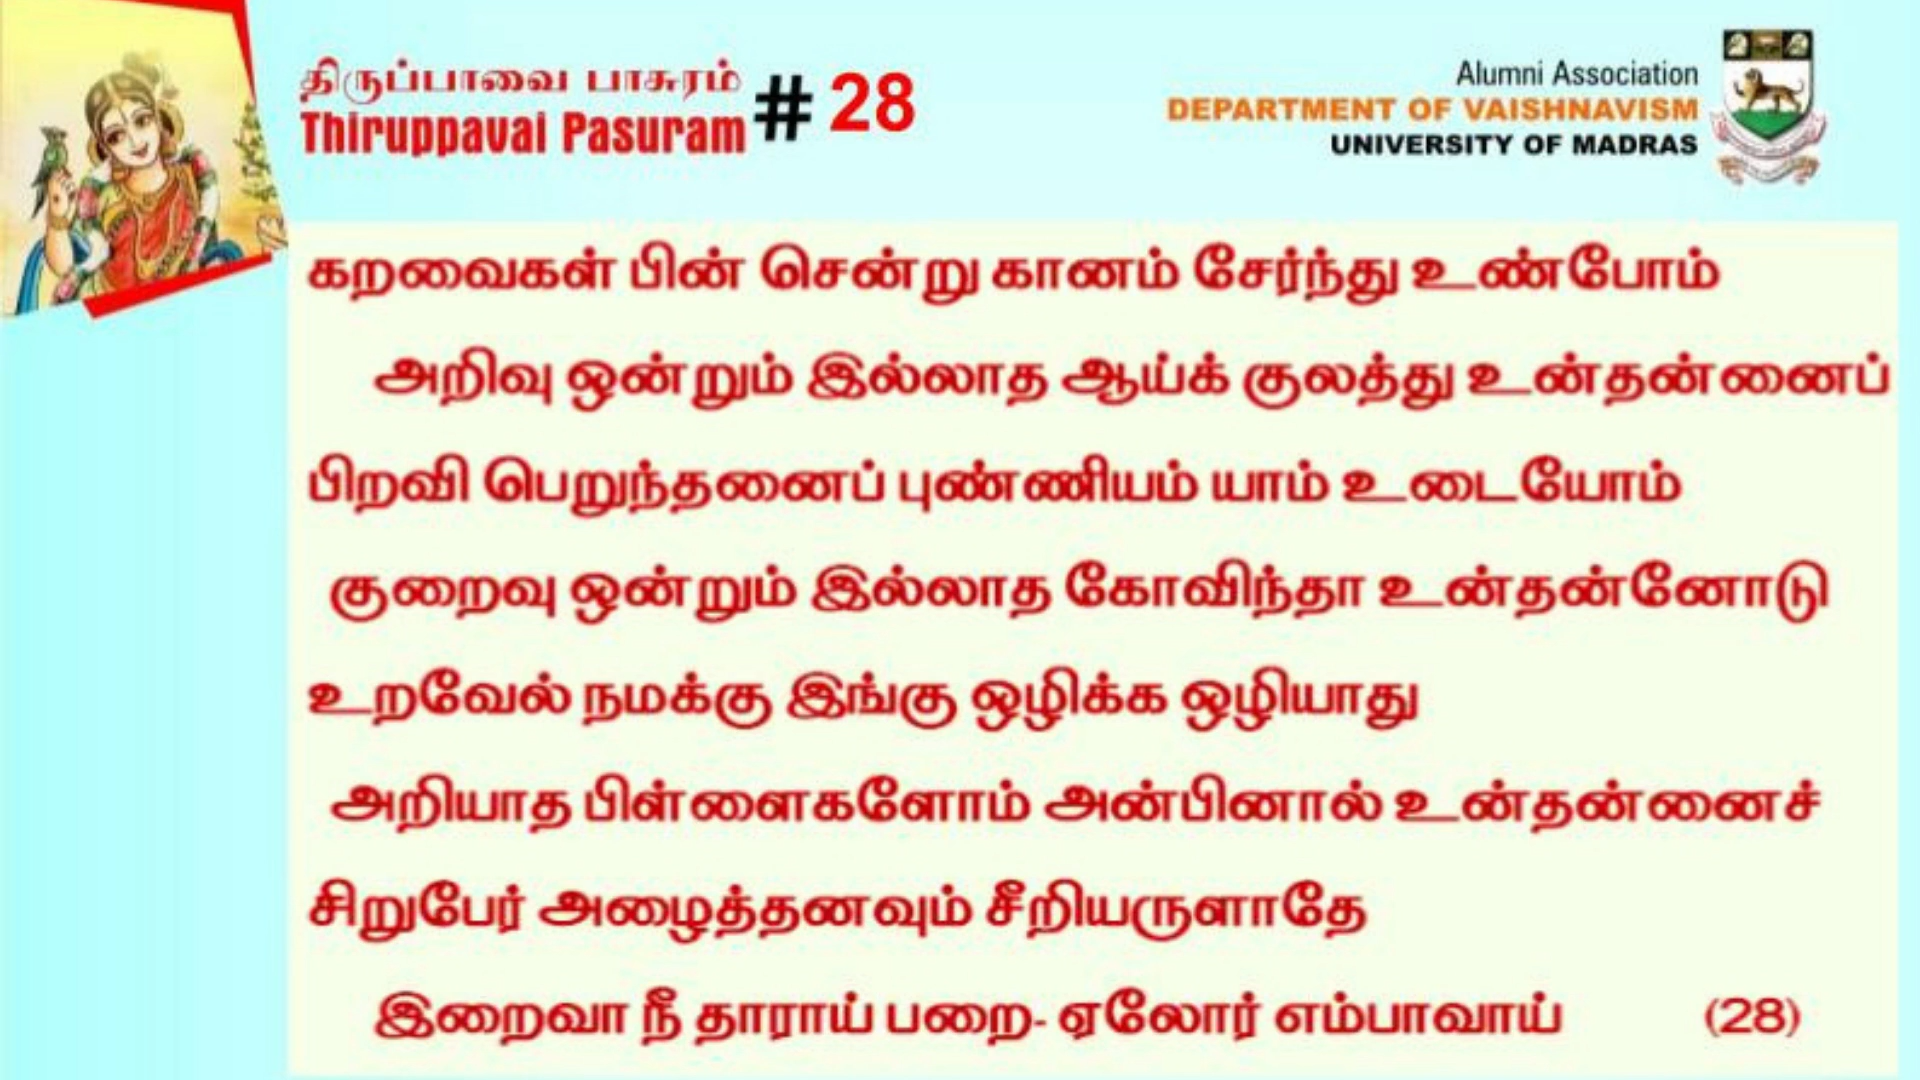 திருப்பாவை பாசுரம்
Thiruppavai Pasuram # 28
Alumni Association
DEPARTMENT OF VAISHNAVISM
UNIVERSITY OF MADRAS
கறவைகள் பின் சென்று கானம் சேர்ந்து உண்போம்
அறிவு ஒன்றும் இல்லாத ஆய்க் குலத்து உன்தன்னைப்
பிறவி பெறுந்தனைப் புண்ணியம் யாம் உடையோம்
குறைவு ஒன்றும் இல்லாத கோவிந்தா உன்தன்னோடு
உறவேல் நமக்கு இங்கு ஒழிக்க ஒழியாது
அறியாத பிள்ளைகளோம் அன்பினால் உன்தன்னைச்
சிறுபேர் அழைத்தனவும் சீறியருளாதே
இறைவா நீ தாராய் பறை- ஏலோர் எம்பாவாய் (28)